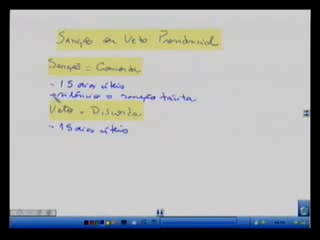 Sanção ou Veto Presidencial
Sanção = Concorda
- 15 dias úteis
silêncio = sanção tácita
Veto = Discorda
- 15 dias úteis